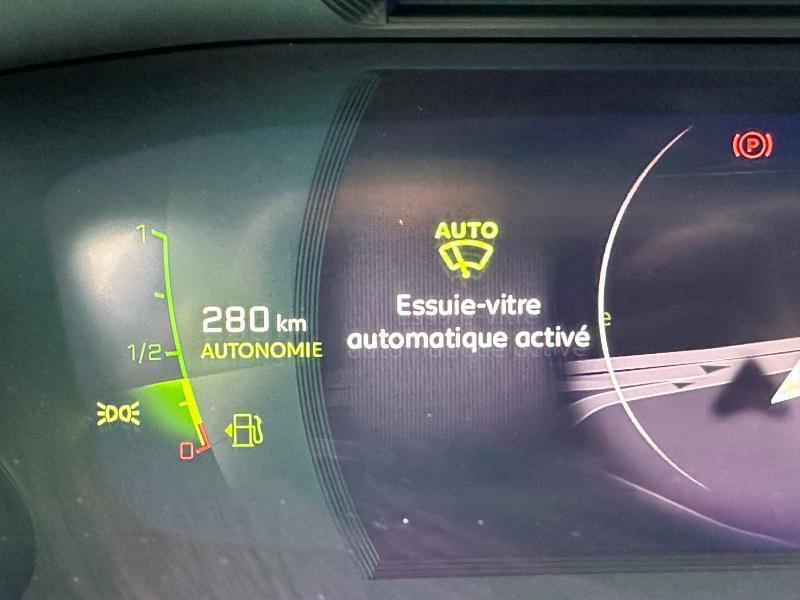 P
AUTO
1
280 km
Essuie-vitre
automatique activé
1/2
AUTONOMIE
0